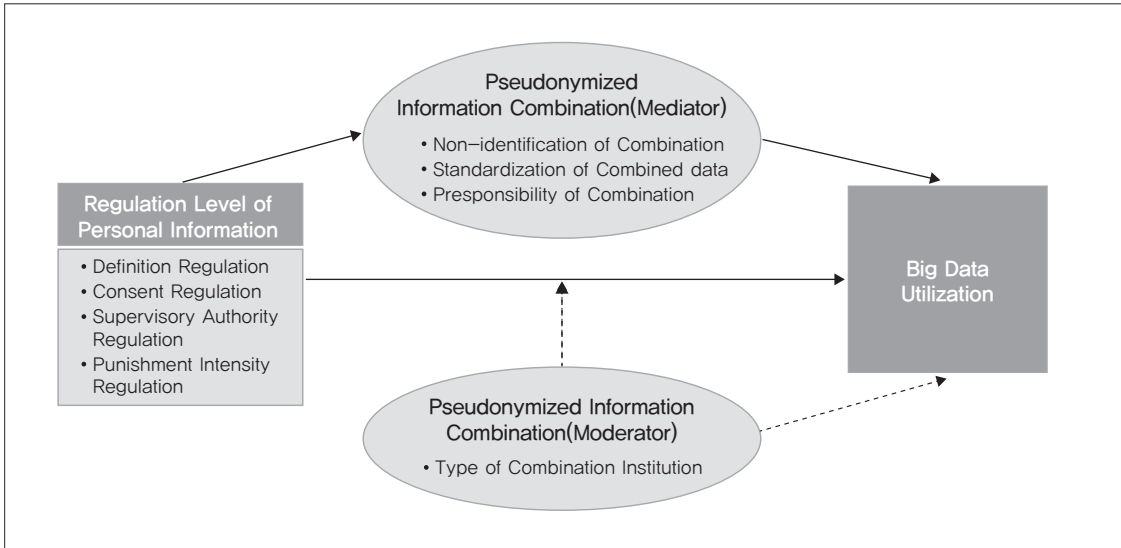 Pseudonymized
Information Combination(Mediator)
• Non-identification of Combination
• Standardization of Combined data
• Presponsibility of Combination
Regulation Level of
Personal Information
• Definition Regulation
• Consent Regulation
• Supervisory Authority
Regulation
• Punishment Intensity
Regulation
Big Data
Utilization
Pseudonymized Information
Combination(Moderator)
• Type of Combination Institution